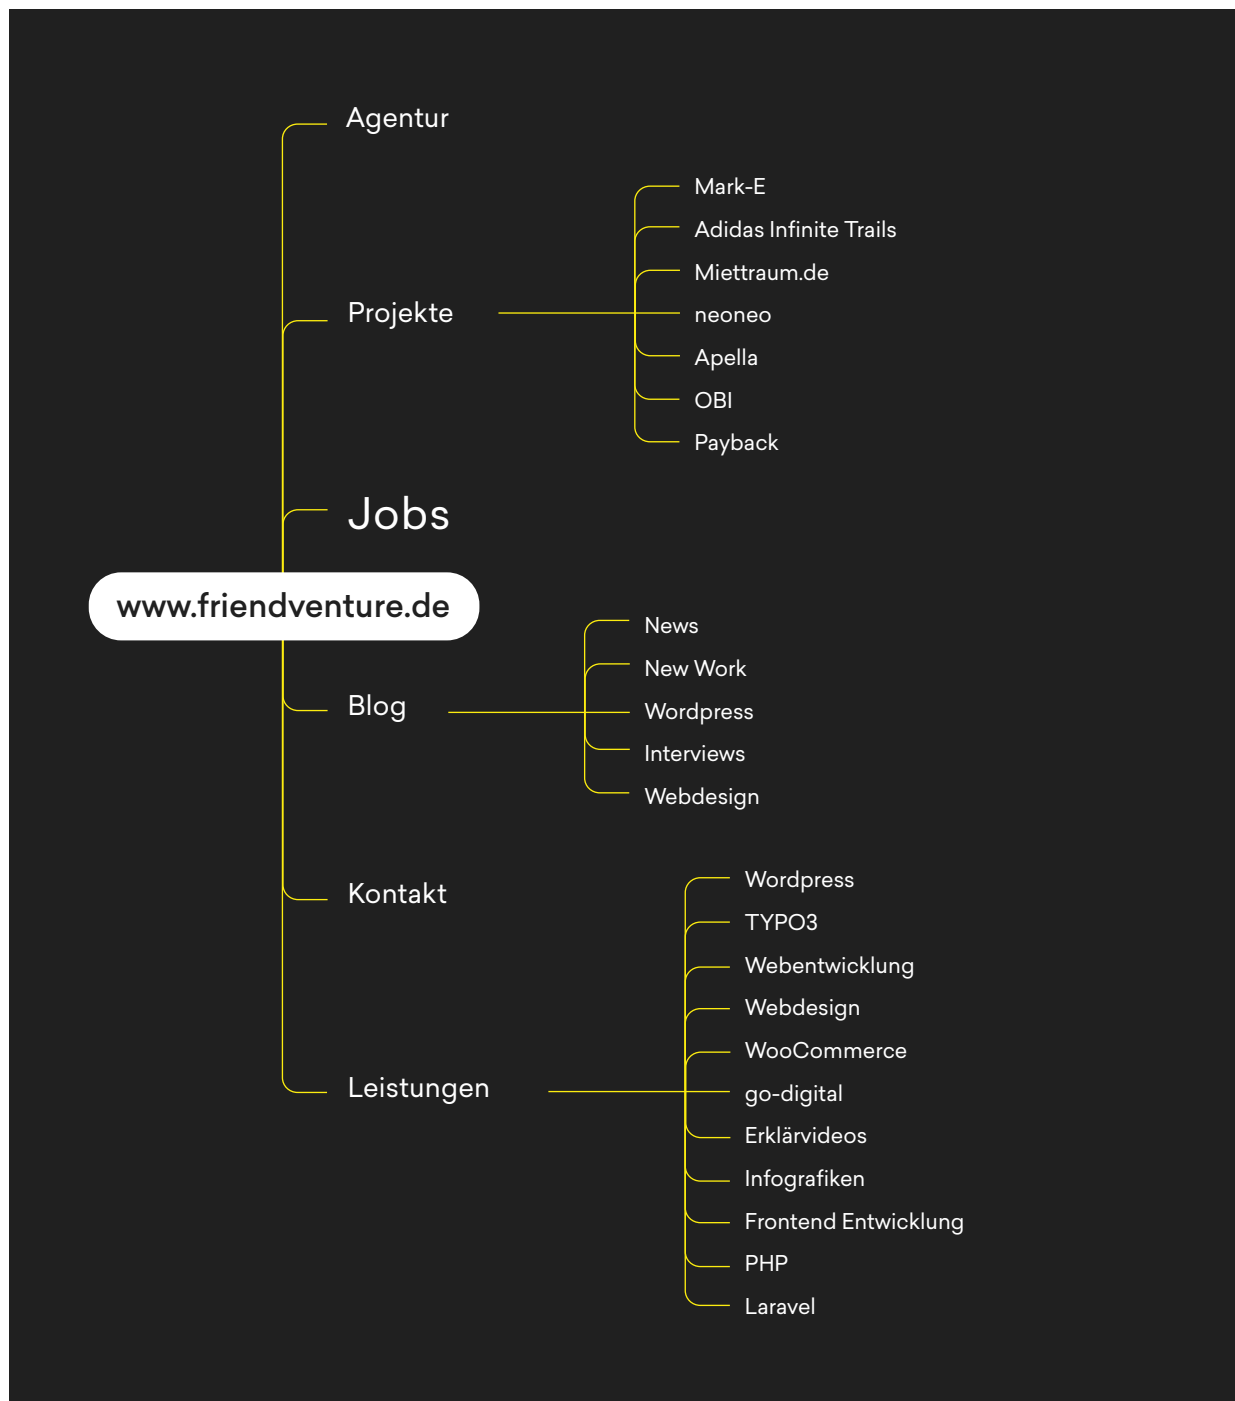 Agentur
Projekte
Mark-E
Adidas Infinite Trails
Miettraum.de
neoneo
Apella
OBI
Payback
Jobs
www.friendventure.de
Blog
News
New Work
Wordpress
Interviews
Webdesign
Kontakt
Leistungen
Wordpress
TYPO3
Webentwicklung
Webdesign
WooCommerce
go-digital
Erklärvideos
Infografiken
Frontend Entwicklung
PHP
Laravel